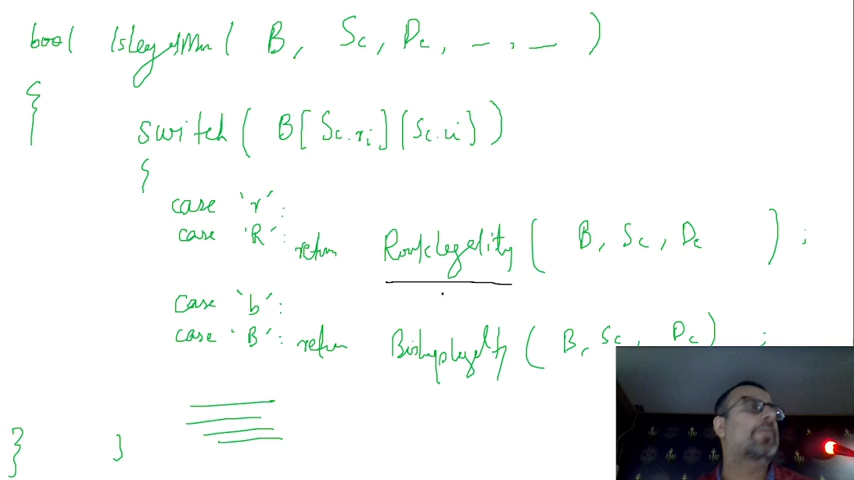 bool IsLegalMov( B, Sc, Dc, _ , _ )
{
switch( B[Sc.ri][Sc.ci])
{
case 'r':
case 'R': return RookLegality( B, Sc, Dc ) ;
case 'b':
case 'B': return BishopLegality( B, Sc, Dc) ;
} }